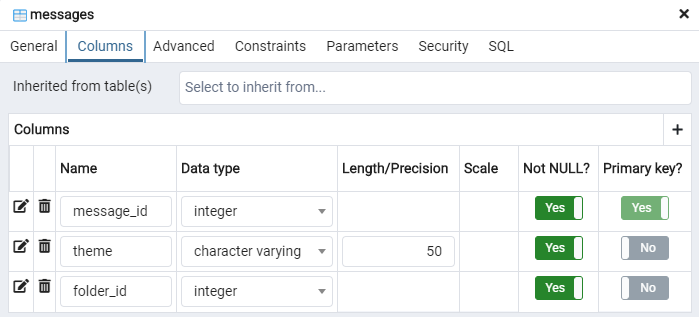 messages
General Columns Advanced Constraints Parameters Security SQL
Inherited from table(s) Select to inherit from...
Columns
Name Data type Length/Precision Scale Not NULL? Primary key?
message_id integer Yes Yes
theme character varying 50 Yes No
folder_id integer Yes No